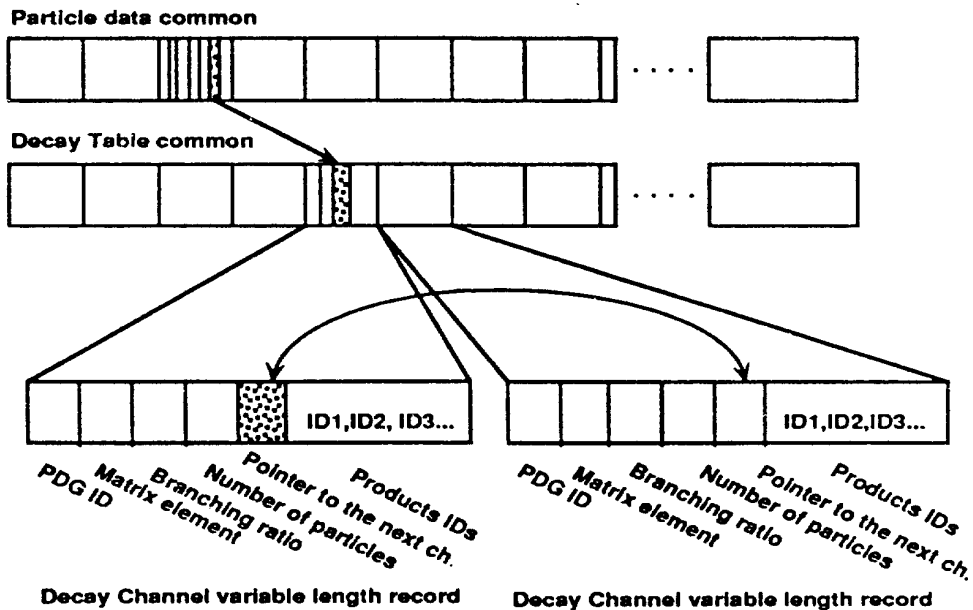 Particle data common
. . . .
Decay Table common
. . . .
ID1,ID2, ID3...
ID1, ID2,ID3...
PDG ID
Matrix element
Branching ratio
Number of particles
Pointer to the next ch.
Products IDs
PDG ID
Matrix element
Branching ratio
Number of particles
Pointer to the next ch.
Products IDs
Decay Channel variable length record
Decay Channel variable length record